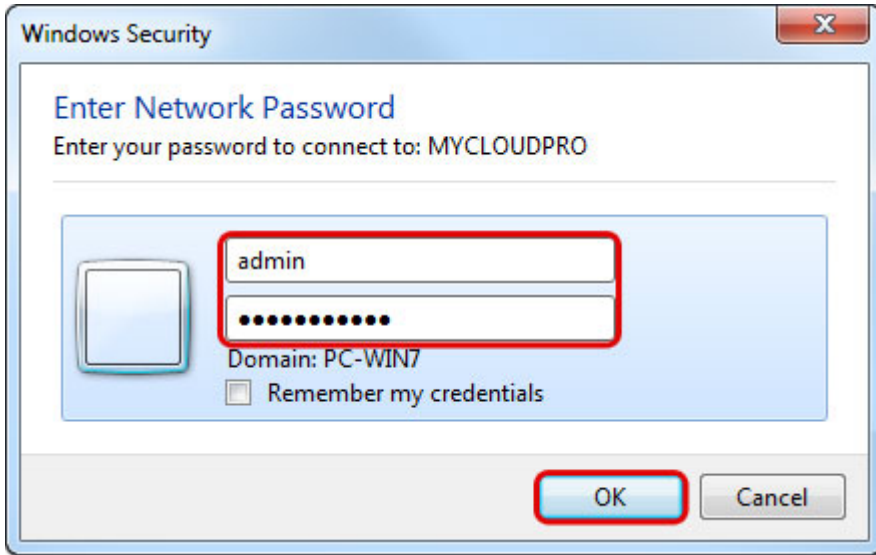 Windows Security
Enter Network Password
Enter your password to connect to: MYCLOUDPRO
admin
●●●●●●●●●●●
Domain: PC-WIN7
Remember my credentials
OK
Cancel